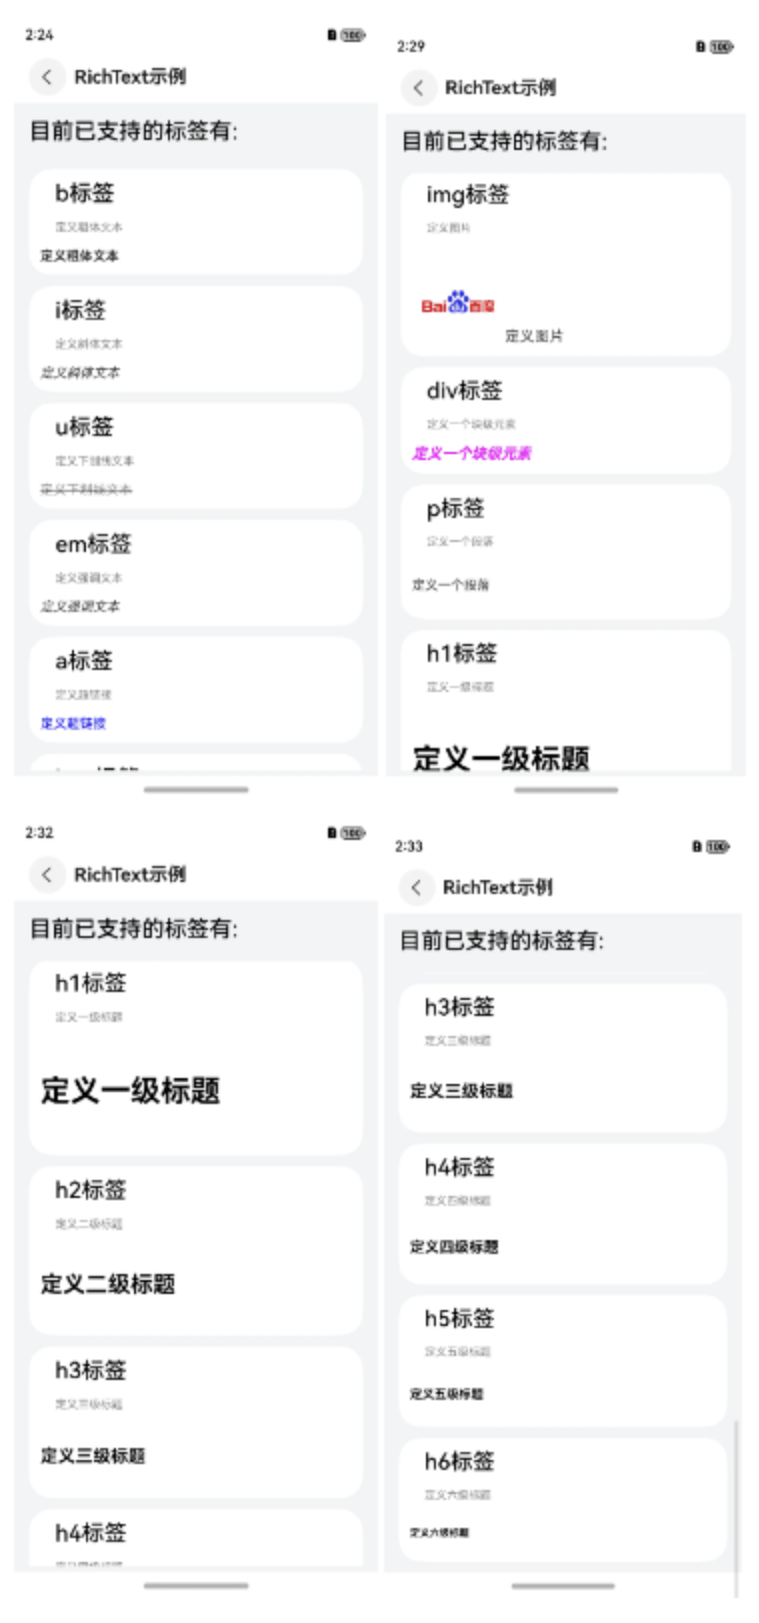 2:24
100
RichText示例
目前已支持的标签有:
b标签
定义粗体文本
定义粗体文本
i标签
定义斜体文本
定义斜体文本
u标签
定义下划线文本
定义下划线文本
em标签
定义强调文本
定义强调文本
a标签
定义超链接
定义超链接
2:29
100
RichText示例
目前已支持的标签有:
img标签
定义图片
Bai du 百度
定义图片
div标签
定义一个块级元素
定义一个块级元素
p标签
定义一个段落
定义一个段落
h1标签
定义一级标题
定义一级标题
2:32
100
RichText示例
目前已支持的标签有:
h1标签
定义一级标题
定义一级标题
h2标签
定义二级标题
定义二级标题
h3标签
定义三级标题
定义三级标题
h4标签
2:33
100
RichText示例
目前已支持的标签有:
h3标签
定义三级标题
定义三级标题
h4标签
定义四级标题
定义四级标题
h5标签
定义五级标题
定义五级标题
h6标签
定义六级标题
定义六级标题